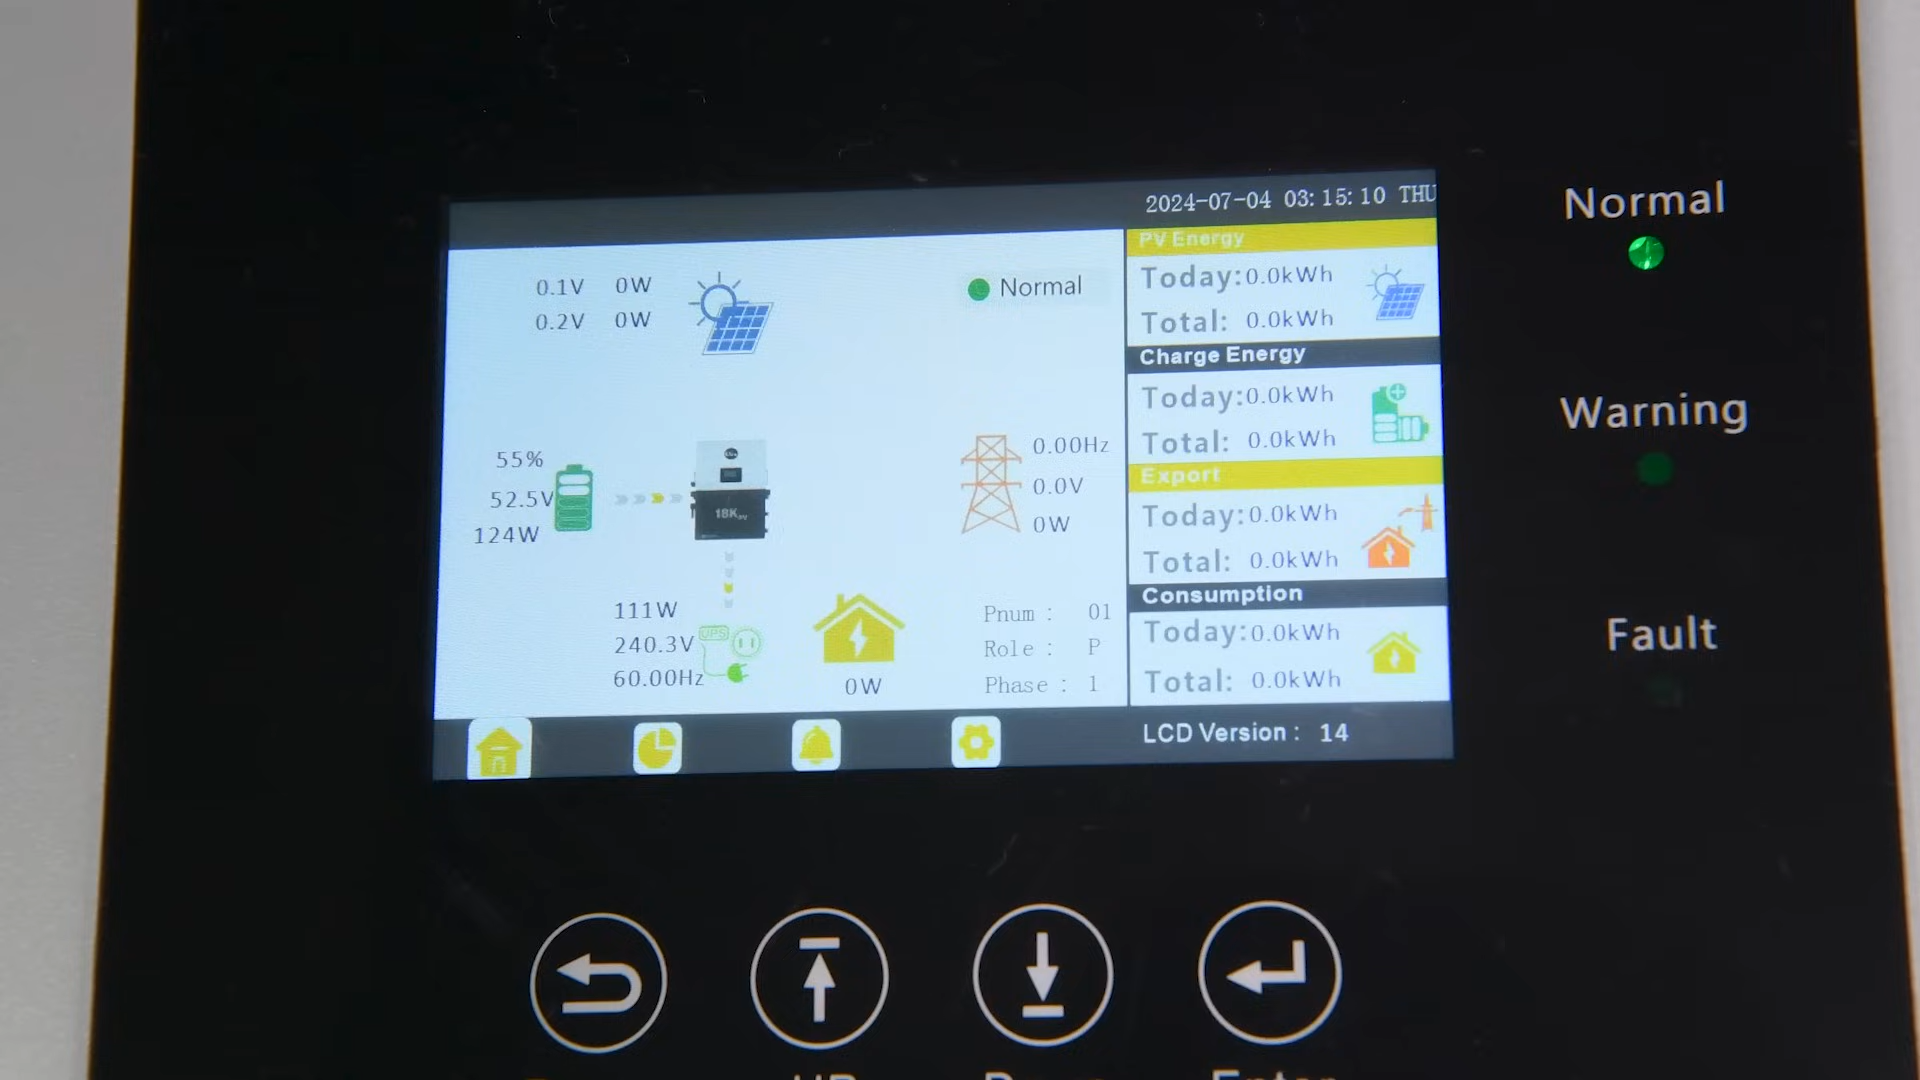 2024-07-04 03:15:10 THU
0.1V 0W
0.2V 0W
Normal
55%
52.5V
124W
18K PV
0.00Hz
0.0V
0W
111W
240.3V
60.00Hz
UPS
0W
Pnum : 01
Role : P
Phase : 1
PV Energy
Today:0.0kWh
Total: 0.0kWh
Charge Energy
Today:0.0kWh
Total: 0.0kWh
Export
Today:0.0kWh
Total: 0.0kWh
Consumption
Today:0.0kWh
Total: 0.0kWh
LCD Version : 14
Normal
Warning
Fault
UP
Enter